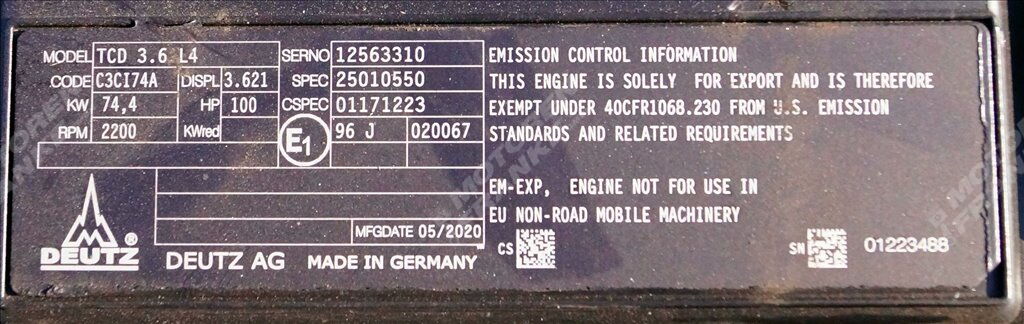 MODEL TCD 3.6 L4 SERNO 12563310
CODE C3CI74A DISPL 3.621 SPEC 25010550
KW 74,4 HP 100 CSPEC 01171223
RPM 2200 KWred E1 96 J 020067
EMISSION CONTROL INFORMATION
THIS ENGINE IS SOLELY FOR EXPORT AND IS THEREFORE
EXEMPT UNDER 40CFR1068.230 FROM U.S. EMISSION
STANDARDS AND RELATED REQUIREMENTS
EM-EXP, ENGINE NOT FOR USE IN
EU NON-ROAD MOBILE MACHINERY
MFGDATE 05/2020
DEUTZ ® DEUTZ AG MADE IN GERMANY
CS SN 01223488